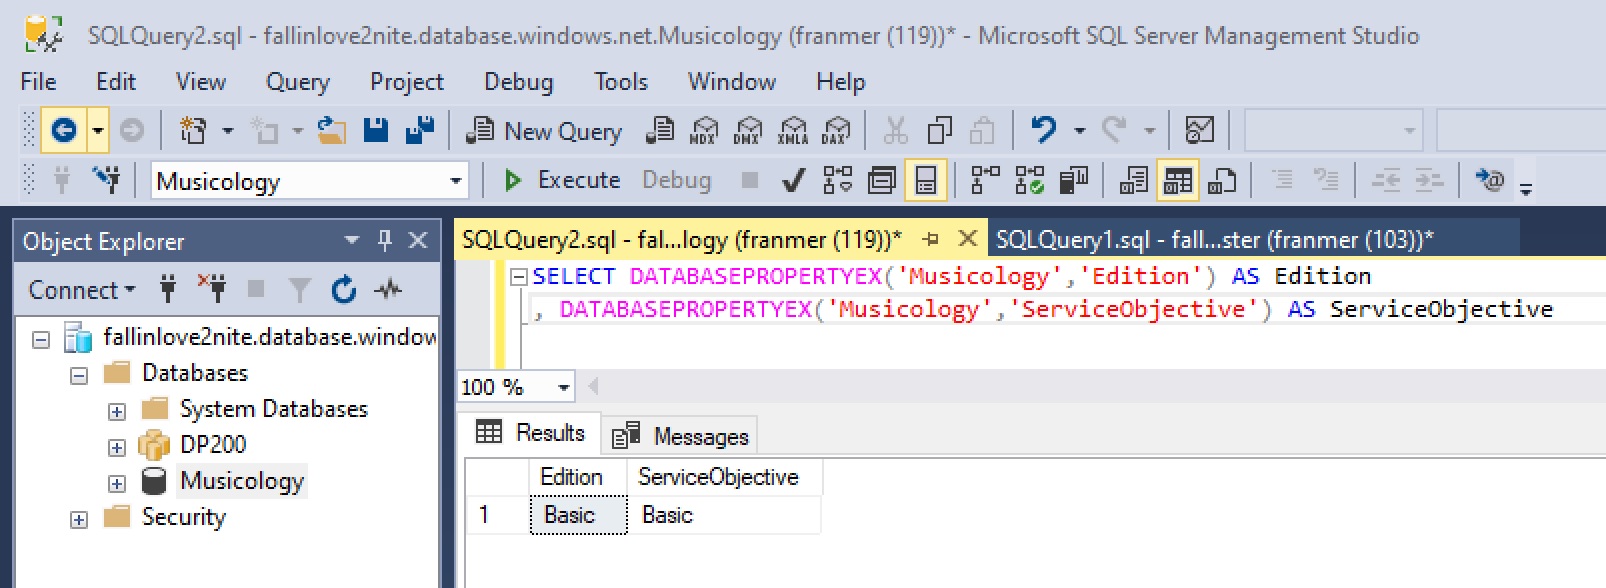 SQLQuery2.sql - fallinlove2nite.database.windows.net.Musicology (franmer (119))* - Microsoft SQL Server Management Studio
File Edit View Query Project Debug Tools Window Help
New Query MDX DMX XMLA DAX
Musicology Execute Debug
Object Explorer
Connect
fallinlove2nite.database.window
Databases
System Databases
DP200
Musicology
Security
SQLQuery2.sql - fal...logy (franmer (119))* SQLQuery1.sql - fall...ster (franmer (103))*
SELECT DATABASEPROPERTYEX('Musicology','Edition') AS Edition
, DATABASEPROPERTYEX('Musicology','ServiceObjective') AS ServiceObjective
100 %
Results Messages
Edition ServiceObjective
1 Basic Basic